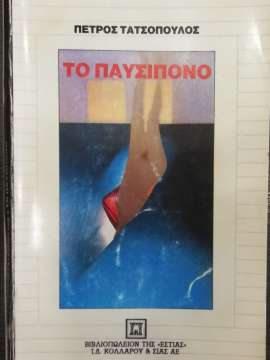 ΠΕΤΡΟΣ ΤΑΤΣΟΠΟΥΛΟΣ
ΤΟ ΠΑΥΣΙΠΟΝΟ
ΒΙΒΛΙΟΠΩΛΕΙΟΝ ΤΗΣ «ΕΣΤΙΑΣ»
Ι.Δ. ΚΟΛΛΑΡΟΥ & ΣΙΑΣ ΑΕ